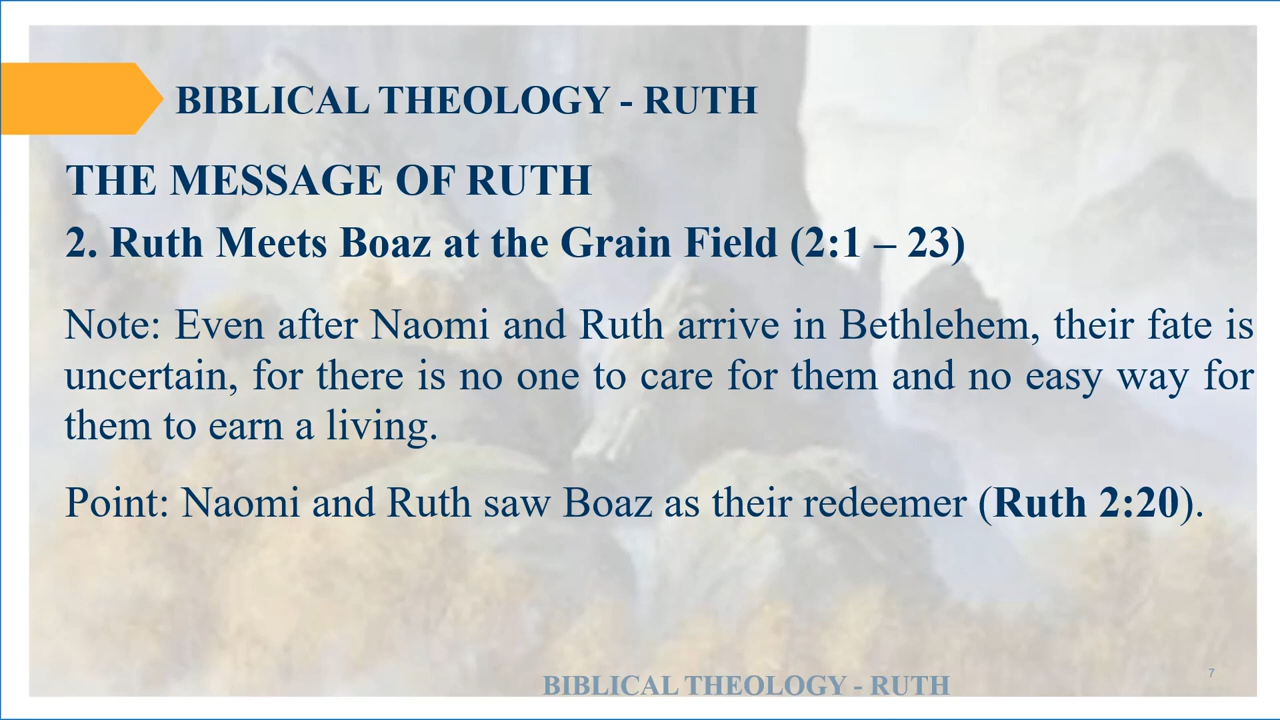 BIBLICAL THEOLOGY - RUTH
THE MESSAGE OF RUTH
2. Ruth Meets Boaz at the Grain Field (2:1 – 23)
Note: Even after Naomi and Ruth arrive in Bethlehem, their fate is
uncertain, for there is no one to care for them and no easy way for
them to earn a living.
Point: Naomi and Ruth saw Boaz as their redeemer (Ruth 2:20).
7
BIBLICAL THEOLOGY - RUTH